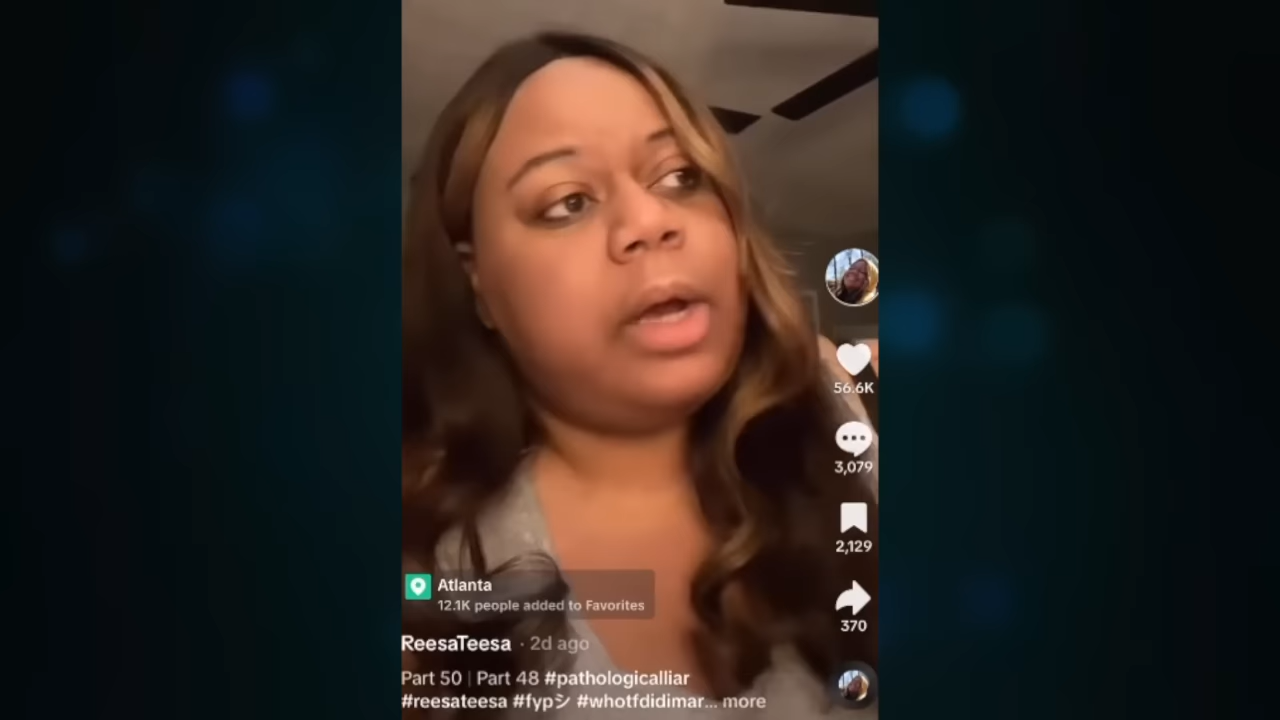 56.6K
3,079
2,129
370
Atlanta
12.1K people added to Favorites
ReesaTeesa · 2d ago
Part 50 | Part 48 #pathologicalliar
#reesateesa #fypシ #whotfdidimar... more